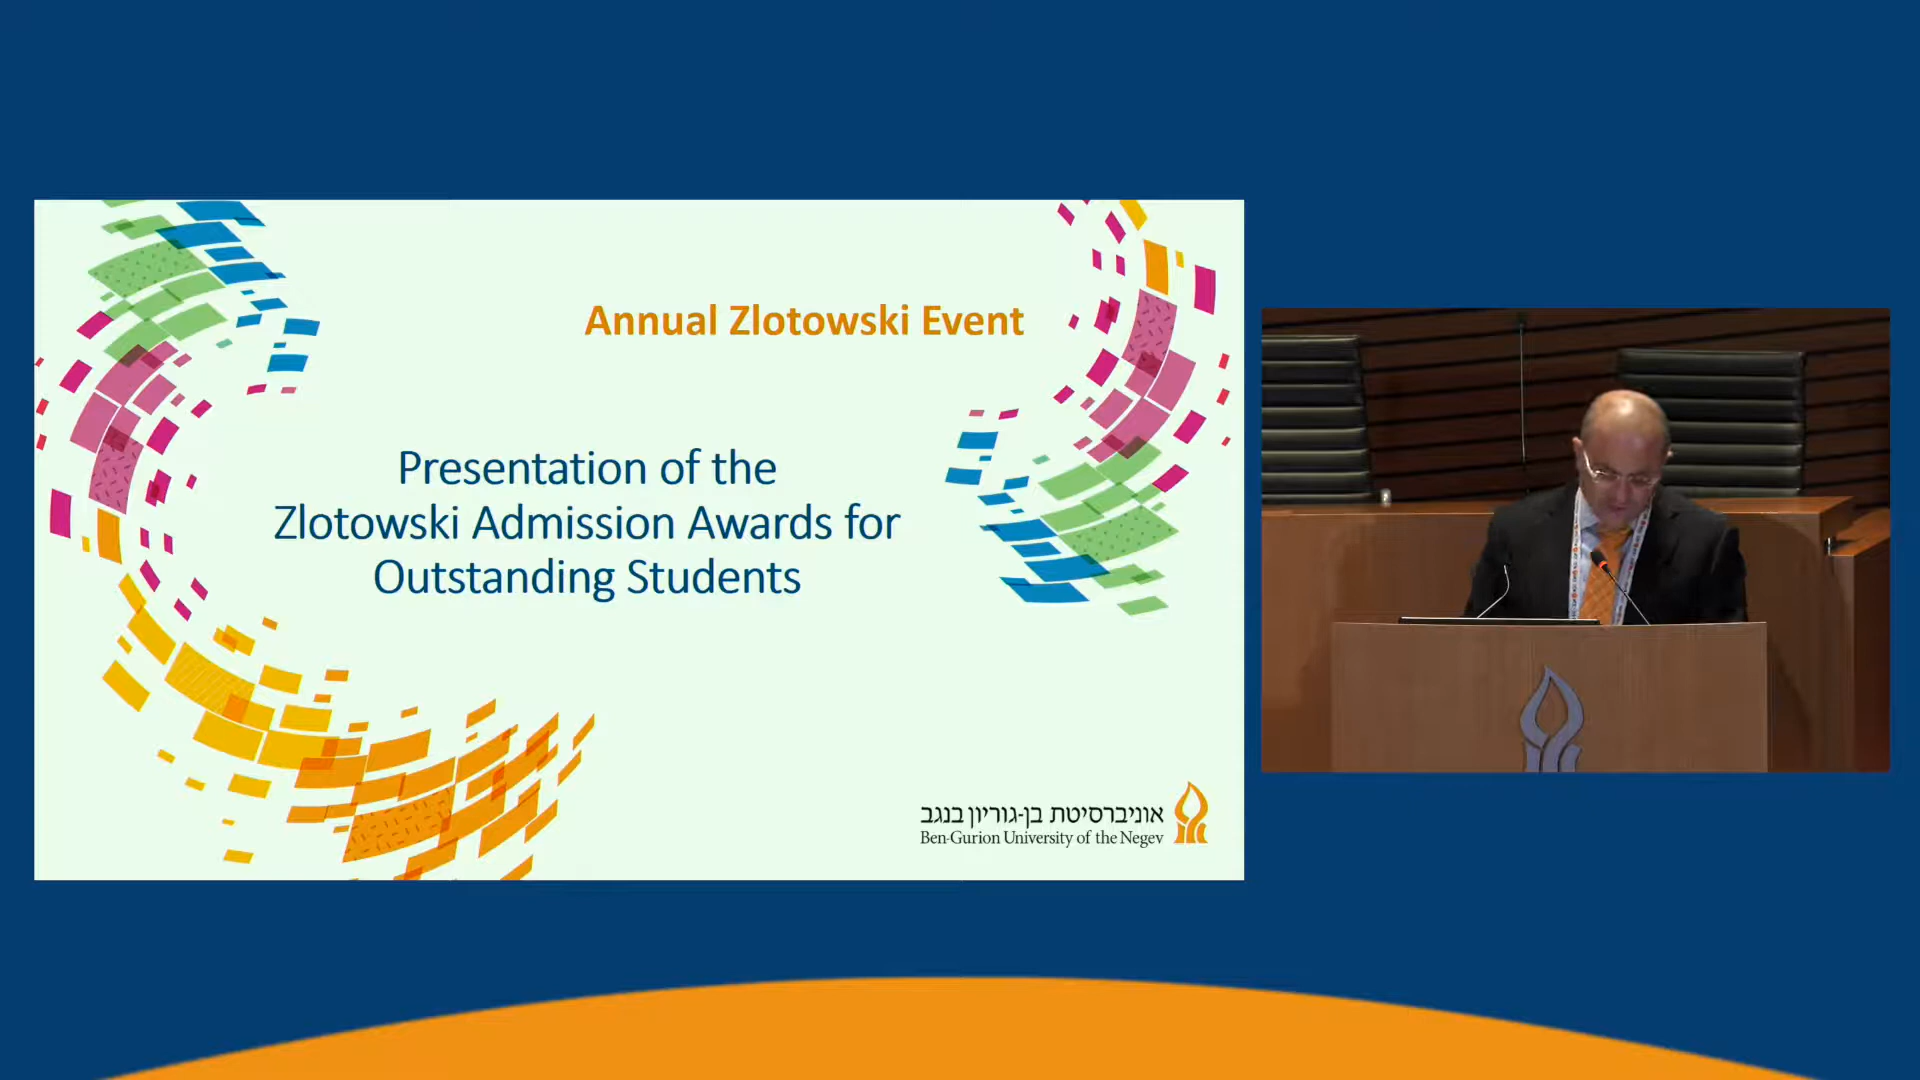 Annual Zlotowski Event
Presentation of the
Zlotowski Admission Awards for
Outstanding Students
אוניברסיטת בן-גוריון בנגב
Ben-Gurion University of the Negev